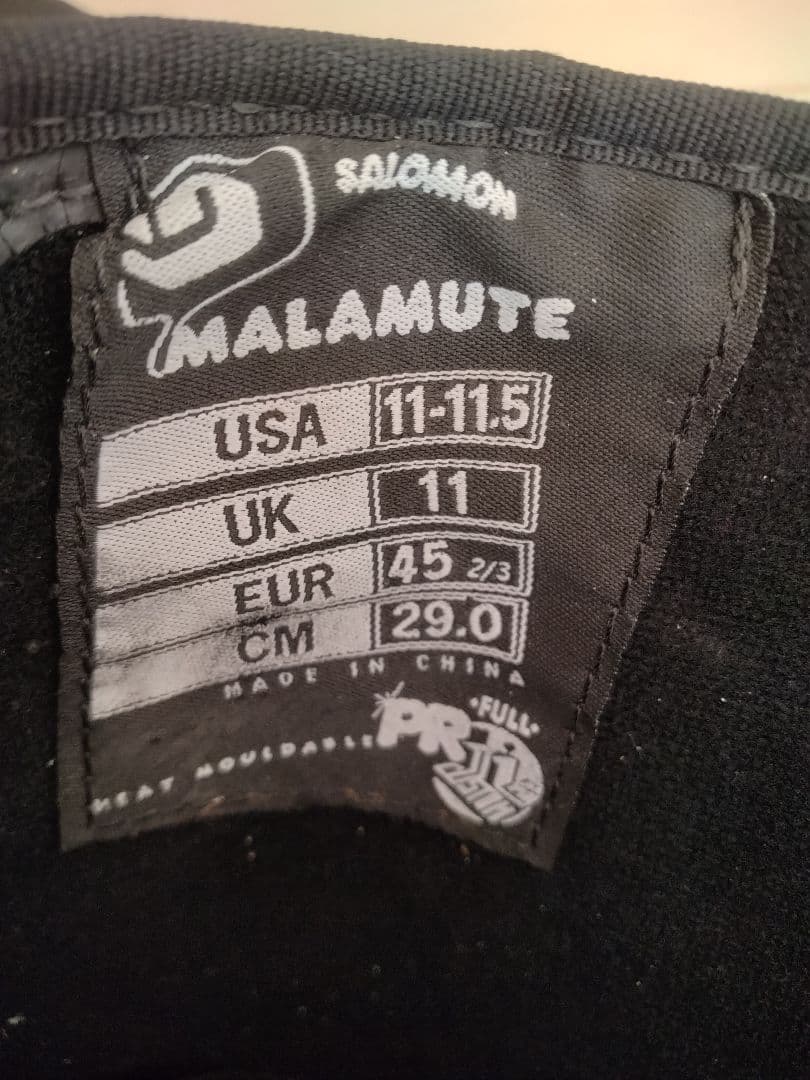 SALOMON
MALAMUTE
USA 11-11.5
UK 11
EUR 45 2/3
CM 29.0
MADE IN CHINA
HEAT MOULDABLE
•FULL•